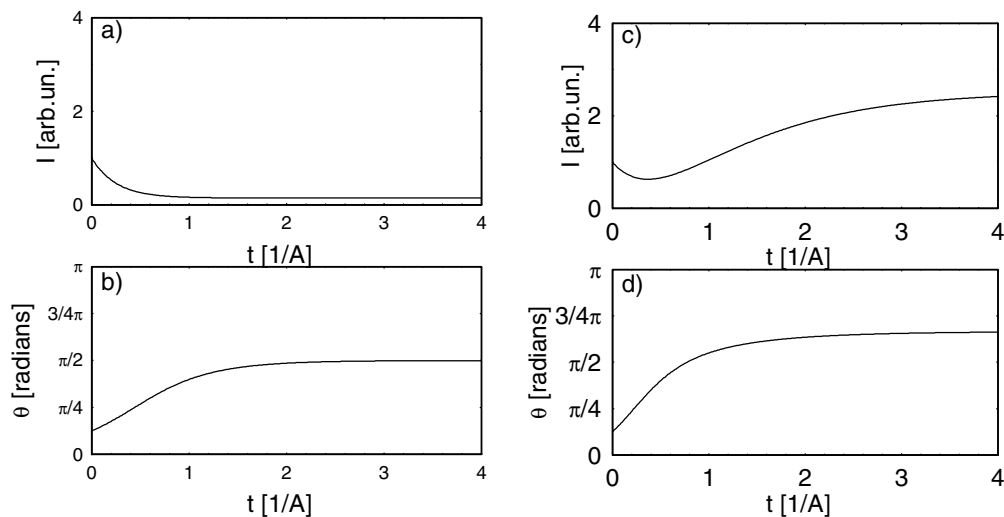 a)
4
2
0
I [arb.un.]
0 1 2 3 4
t [1/A]
b)
π
3/4π
π/2
π/4
0
θ [radians]
0 1 2 3 4
t [1/A]
c)
4
2
0
I [arb.un.]
0 1 2 3 4
t [1/A]
d)
π
3/4π
π/2
π/4
0
θ [radians]
0 1 2 3 4
t [1/A]